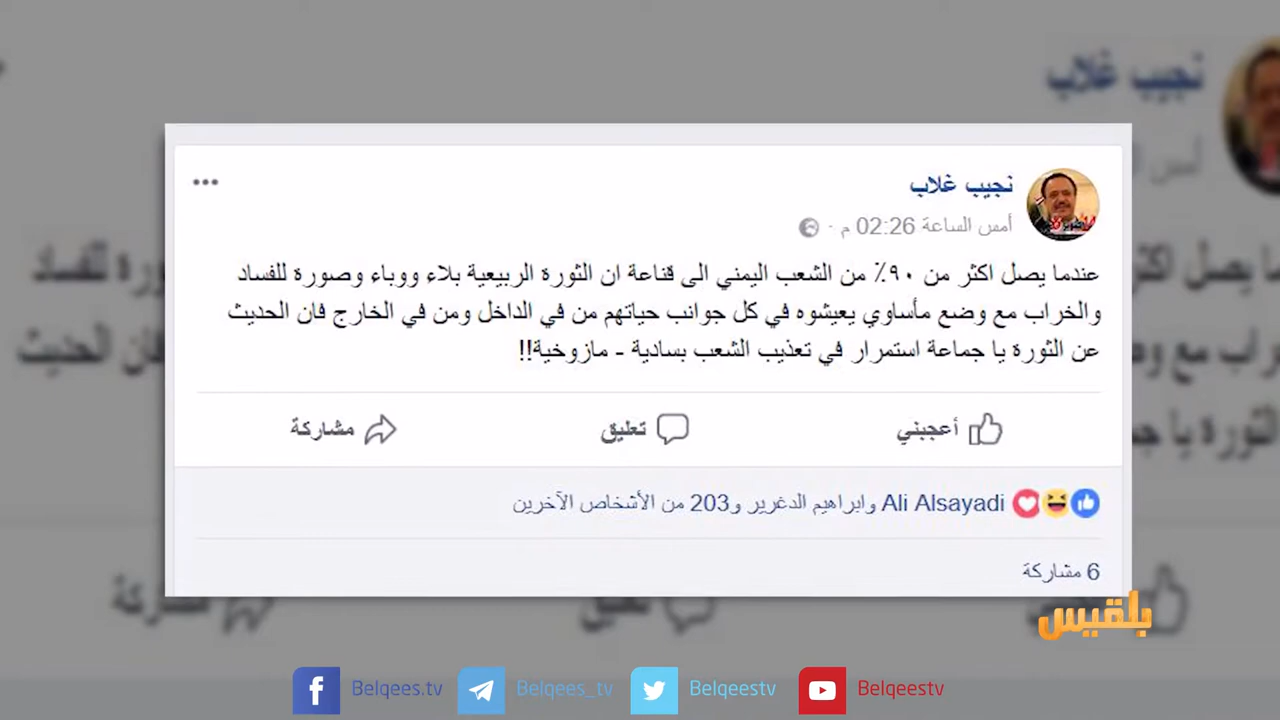 نجيب غلاب
أمس الساعة 02:26 م ·
عندما يصل اكثر من ٩٠٪ من الشعب اليمني الى قناعة ان الثورة الربيعية بلاء ووباء وصورة للفساد
والخراب مع وضع مأساوي يعيشوه في كل جوانب حياتهم من في الداخل ومن في الخارج فان الحديث
عن الثورة يا جماعة استمرار في تعذيب الشعب بسادية - مازوخية!!
أعجبني تعليق مشاركة
Ali Alsayadi وابراهيم الدغرير و203 من الأشخاص الآخرين
6 مشاركة
بلقيس
Belqees.tv Belqees_tv Belqeestv Belqeestv